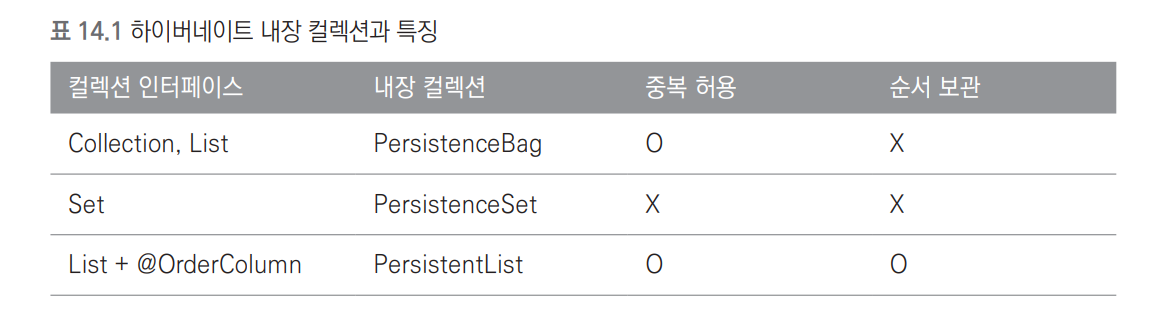 표 14.1 하이버네이트 내장 컬렉션과 특징
컬렉션 인터페이스 내장 컬렉션 중복 허용 순서 보관
Collection, List PersistenceBag O X
Set PersistenceSet X X
List + @OrderColumn PersistentList O O